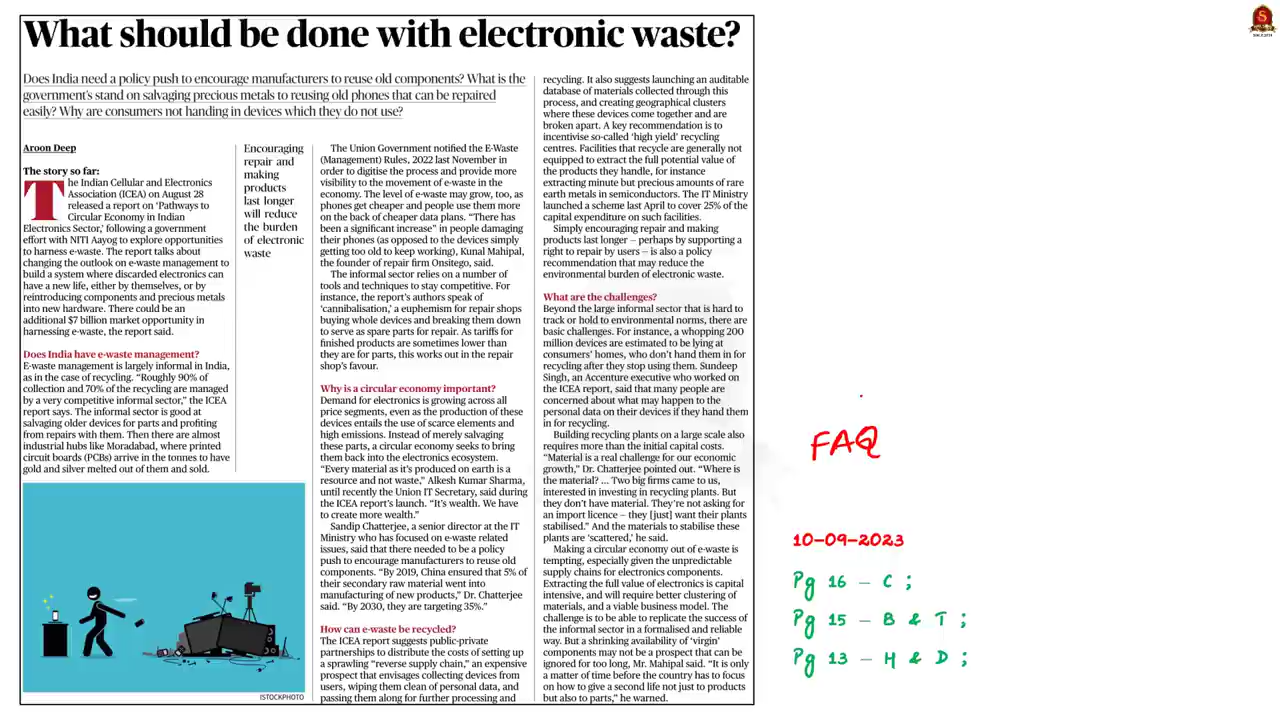 What should be done with electronic waste?
Does India need a policy push to encourage manufacturers to reuse old components? What is the
government's stand on salvaging precious metals to reusing old phones that can be repaired
easily? Why are consumers not handing in devices which they do not use?
Aroon Deep
The story so far:
The Indian Cellular and Electronics
Association (ICEA) on August 28
released a report on 'Pathways to
Circular Economy in Indian
Electronics Sector,' following a government
effort with NITI Aayog to explore opportunities
to harness e-waste. The report talks about
changing the outlook on e-waste management to
build a system where discarded electronics can
have a new life, either by themselves, or by
reintroducing components and precious metals
into new hardware. There could be an
additional $7 billion market opportunity in
harnessing e-waste, the report said.
Does India have e-waste management?
E-waste management is largely informal in India,
as in the case of recycling. "Roughly 90% of
collection and 70% of the recycling are managed
by a very competitive informal sector," the ICEA
report says. The informal sector is good at
salvaging older devices for parts and profiting
from repairs with them. Then there are almost
industrial hubs like Moradabad, where printed
circuit boards (PCBs) arrive in the tonnes to have
gold and silver melted out of them and sold.
Encouraging
repair and
making
products
last longer
will reduce
the burden
of electronic
waste
ISTOCKPHOTO
The Union Government notified the E-Waste
(Management) Rules, 2022 last November in
order to digitise the process and provide more
visibility to the movement of e-waste in the
economy. The level of e-waste may grow, too, as
phones get cheaper and people use them more
on the back of cheaper data plans. "There has
been a significant increase" in people damaging
their phones (as opposed to the devices simply
getting too old to keep working), Kunal Mahipal,
the founder of repair firm Onsitego, said.
The informal sector relies on a number of
tools and techniques to stay competitive. For
instance, the report's authors speak of
'cannibalisation,' a euphemism for repair shops
buying whole devices and breaking them down
to serve as spare parts for repair. As tariffs for
finished products are sometimes lower than
they are for parts, this works out in the repair
shop's favour.
Why is a circular economy important?
Demand for electronics is growing across all
price segments, even as the production of these
devices entails the use of scarce elements and
high emissions. Instead of merely salvaging
these parts, a circular economy seeks to bring
them back into the electronics ecosystem.
"Every material as it's produced on earth is a
resource and not waste," Alkesh Kumar Sharma,
until recently the Union IT Secretary, said during
the ICEA report's launch. "It's wealth. We have
to create more wealth."
Sandip Chatterjee, a senior director at the IT
Ministry who has focused on e-waste related
issues, said that there needed to be a policy
push to encourage manufacturers to reuse old
components. "By 2019, China ensured that 5% of
their secondary raw material went into
manufacturing of new products," Dr. Chatterjee
said. "By 2030, they are targeting 35%."
How can e-waste be recycled?
The ICEA report suggests public-private
partnerships to distribute the costs of setting up
a sprawling "reverse supply chain," an expensive
prospect that envisages collecting devices from
users, wiping them clean of personal data, and
passing them along for further processing and
recycling. It also suggests launching an auditable
database of materials collected through this
process, and creating geographical clusters
where these devices come together and are
broken apart. A key recommendation is to
incentivise so-called 'high yield' recycling
centres. Facilities that recycle are generally not
equipped to extract the full potential value of
the products they handle, for instance
extracting minute but precious amounts of rare
earth metals in semiconductors. The IT Ministry
launched a scheme last April to cover 25% of the
capital expenditure on such facilities.
Simply encouraging repair and making
products last longer — perhaps by supporting a
right to repair by users — is also a policy
recommendation that may reduce the
environmental burden of electronic waste.
What are the challenges?
Beyond the large informal sector that is hard to
track or hold to environmental norms, there are
basic challenges. For instance, a whopping 200
million devices are estimated to be lying at
consumers' homes, who don't hand them in for
recycling after they stop using them. Sundeep
Singh, an Accenture executive who worked on
the ICEA report, said that many people are
concerned about what may happen to the
personal data on their devices if they hand them
in for recycling.
Building recycling plants on a large scale also
requires more than the initial capital costs.
"Material is a real challenge for our economic
growth," Dr. Chatterjee pointed out. "Where is
the material? ... Two big firms came to us,
interested in investing in recycling plants. But
they don't have material. They're not asking for
an import licence — they [just] want their plants
stabilised." And the materials to stabilise these
plants are 'scattered,' he said.
Making a circular economy out of e-waste is
tempting, especially given the unpredictable
supply chains for electronics components.
Extracting the full value of electronics is capital
intensive, and will require better clustering of
materials, and a viable business model. The
challenge is to be able to replicate the success of
the informal sector in a formalised and reliable
way. But a shrinking availability of 'virgin'
components may not be a prospect that can be
ignored for too long, Mr. Mahipal said. "It is only
a matter of time before the country has to focus
on how to give a second life not just to products
but also to parts," he warned.
FAQ
10-09-2023
Pg 16 – C ;
Pg 15 – B & T ;
Pg 13 – H & D ;